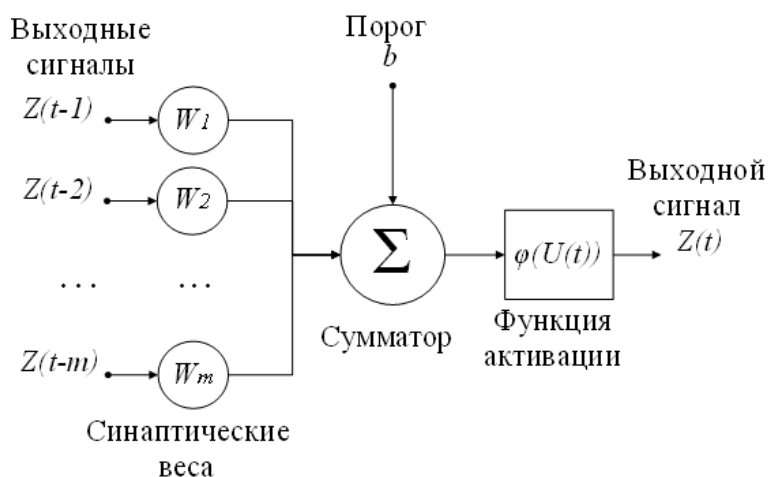 Выходные
сигналы
Порог
b
Z(t-1)
W1
Z(t-2)
W2
Выходной
сигнал
Z(t)
Σ
φ(U(t))
... ...
Сумматор
Функция
активации
Z(t-m)
Wm
Синаптические
веса